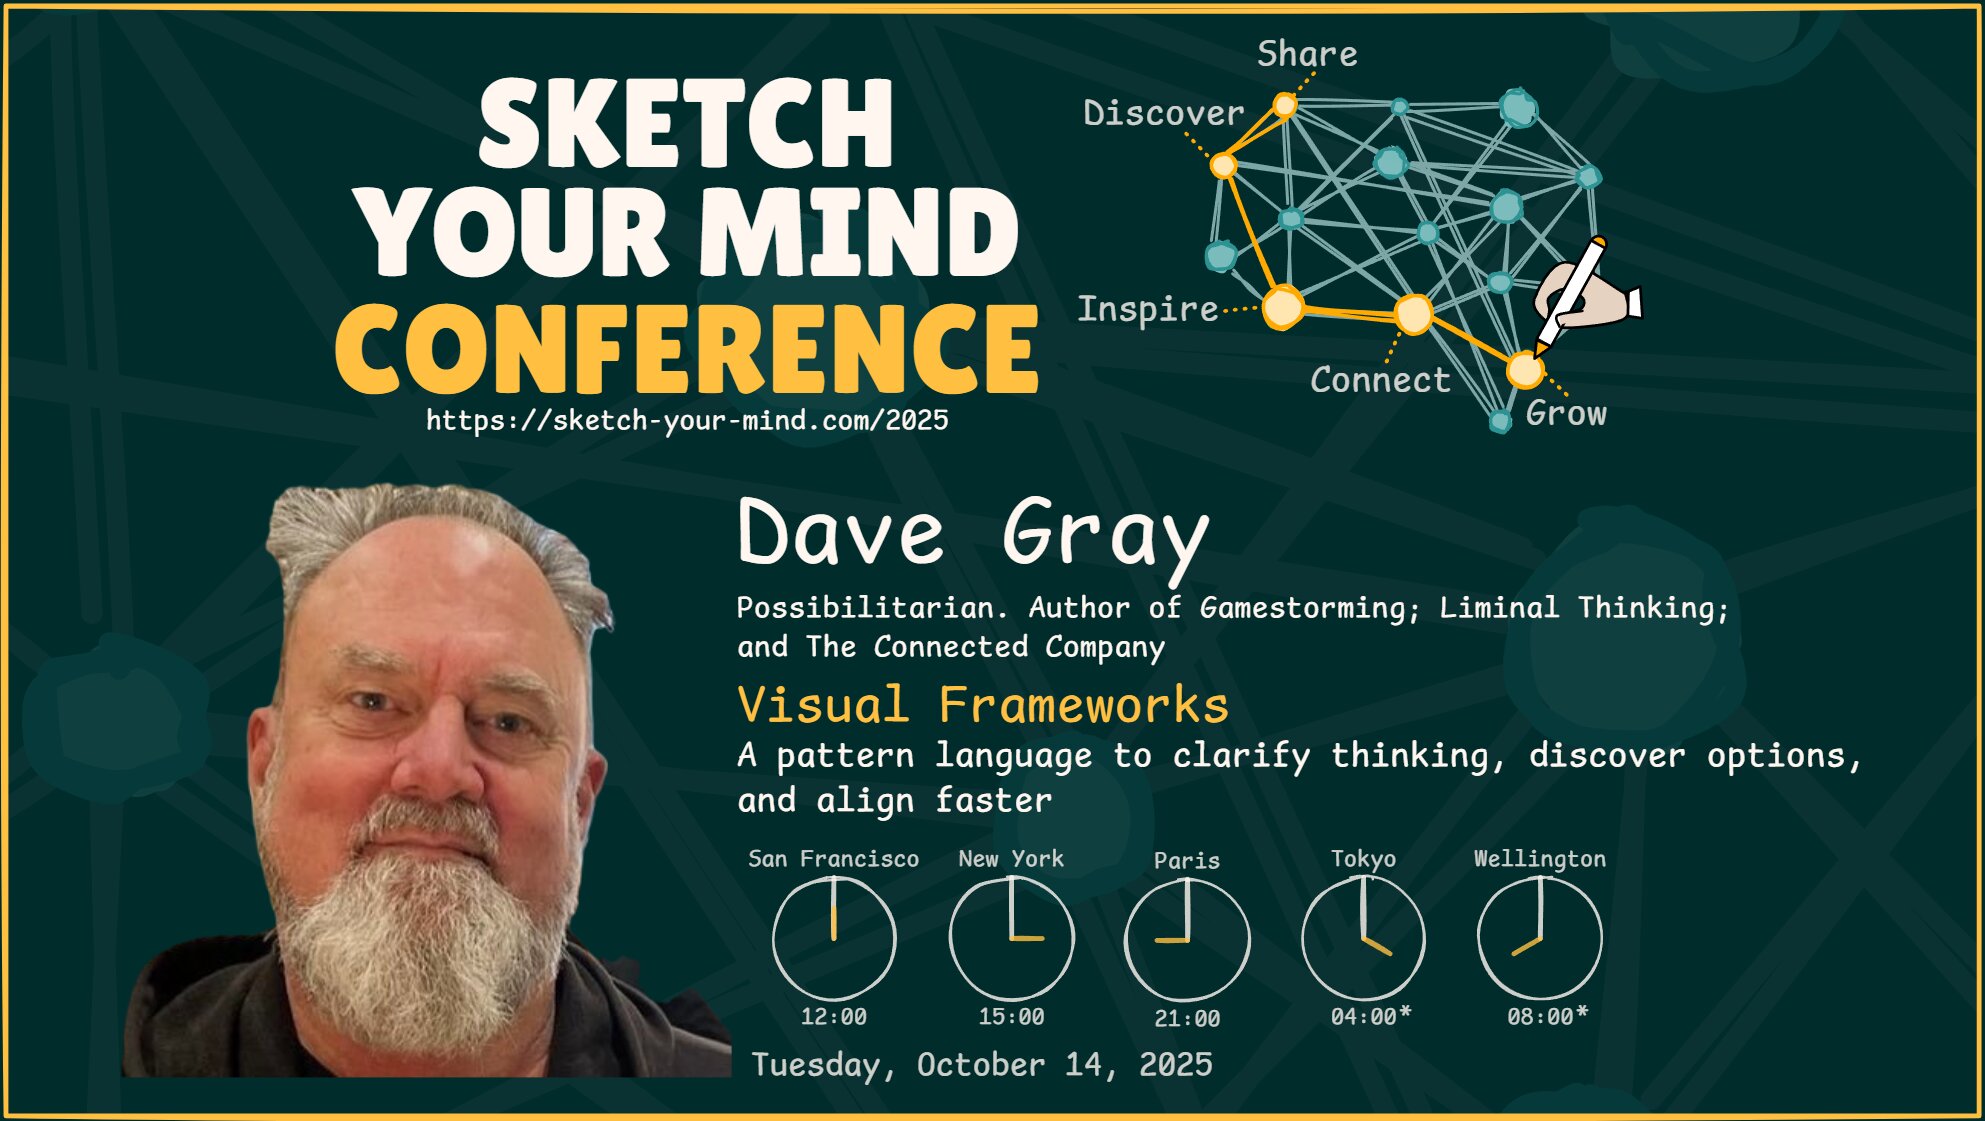 SKETCH
YOUR MIND
CONFERENCE
https://sketch-your-mind.com/2025
Share
Discover
Inspire
Connect
Grow
Dave Gray
Possibilitarian. Author of Gamestorming; Liminal Thinking;
and The Connected Company
Visual Frameworks
A pattern language to clarify thinking, discover options,
and align faster
San Francisco New York Paris Tokyo Wellington
12:00 15:00 21:00 04:00* 08:00*
Tuesday, October 14, 2025